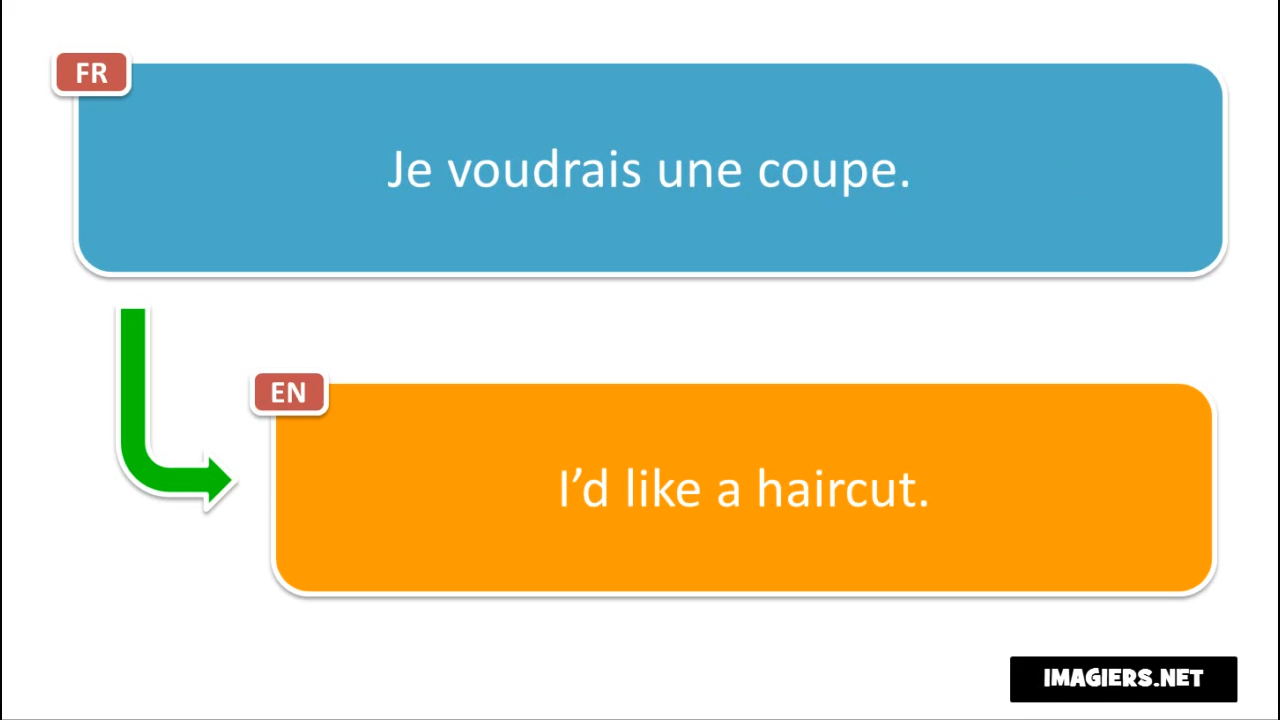 FR
Je voudrais une coupe.
EN
I’d like a haircut.
IMAGIERS.NET